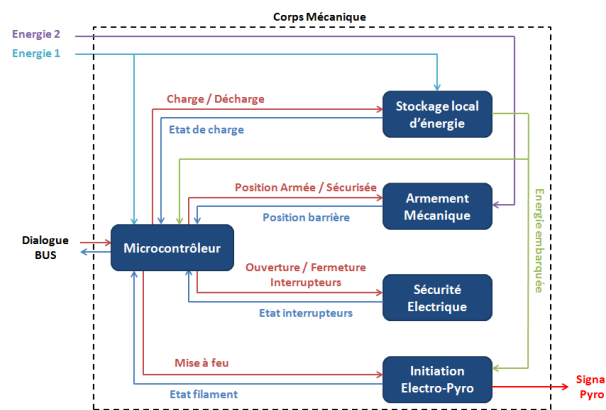 Corps Mécanique
Energie 2
Energie 1
Charge / Décharge
Stockage local
d'énergie
Etat de charge
Position Armée / Sécurisée
Armement
Mécanique
Position barrière
Energie embarquée
Dialogue
BUS
Microcontrôleur
Ouverture / Fermeture
Interrupteurs
Sécurité
Electrique
Etat interrupteurs
Mise à feu
Initiation
Electro-Pyro
Etat filament
Signa
Pyro